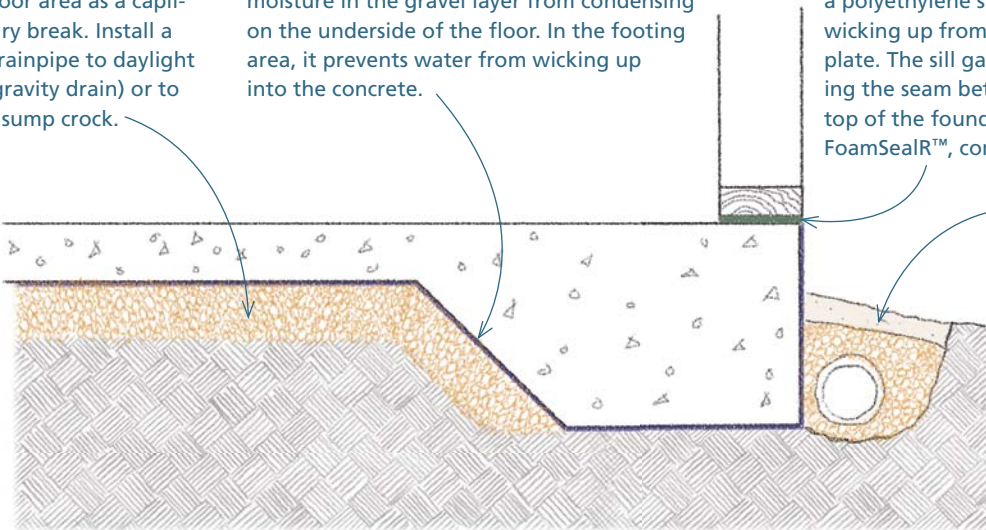 oor area as a capil-
ry break. Install a
rainpipe to daylight
gravity drain) or to
sump crock.
moisture in the gravel layer from condensing
on the underside of the floor. In the footing
area, it prevents water from wicking up
into the concrete.
a polyethylene s
wicking up from
plate. The sill ga
ing the seam bet
top of the found
FoamSealR™, cor